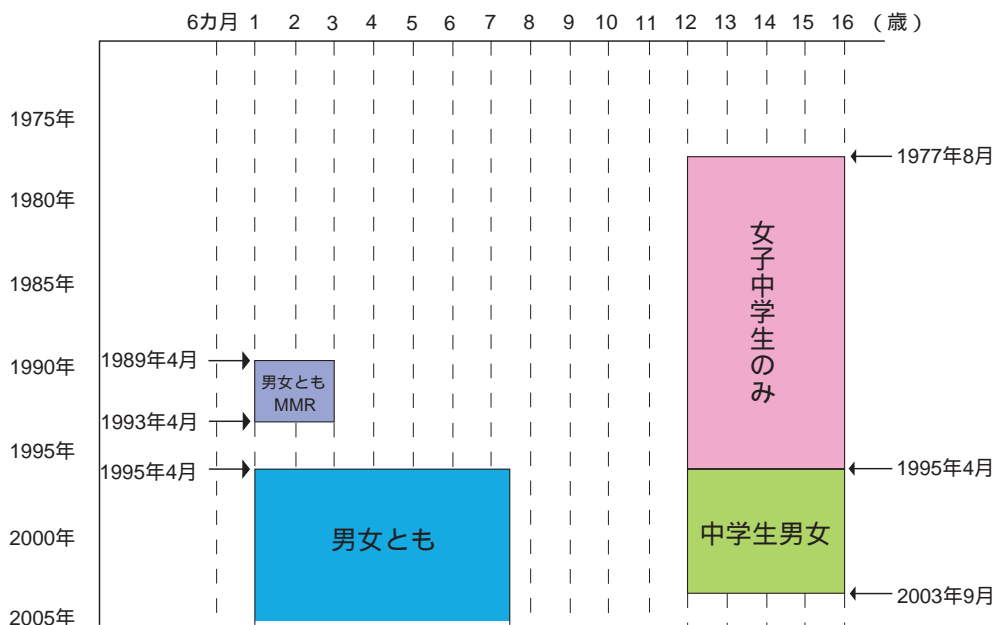 6カ月 1 2 3 4 5 6 7 8 9 10 11 12 13 14 15 16 （歳）
1975年
1977年8月
1980年
女子中学生のみ
1985年
1989年4月
1990年
男女とも
MMR
1993年4月
1995年
1995年4月
1995年4月
男女とも
中学生男女
2000年
2003年9月
2005年